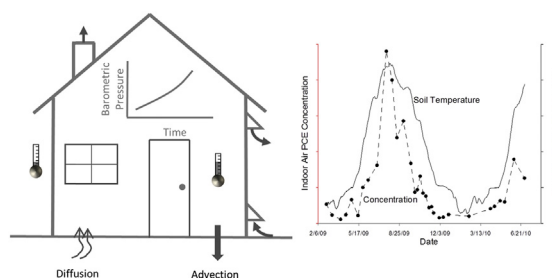 Barometric
Pressure
Time
Diffusion
Advection
Indoor Air PCE Concentration
Soil Temperature
Concentration
2/6/09
5/17/09
8/25/09
12/3/09
3/13/10
6/21/10
Date